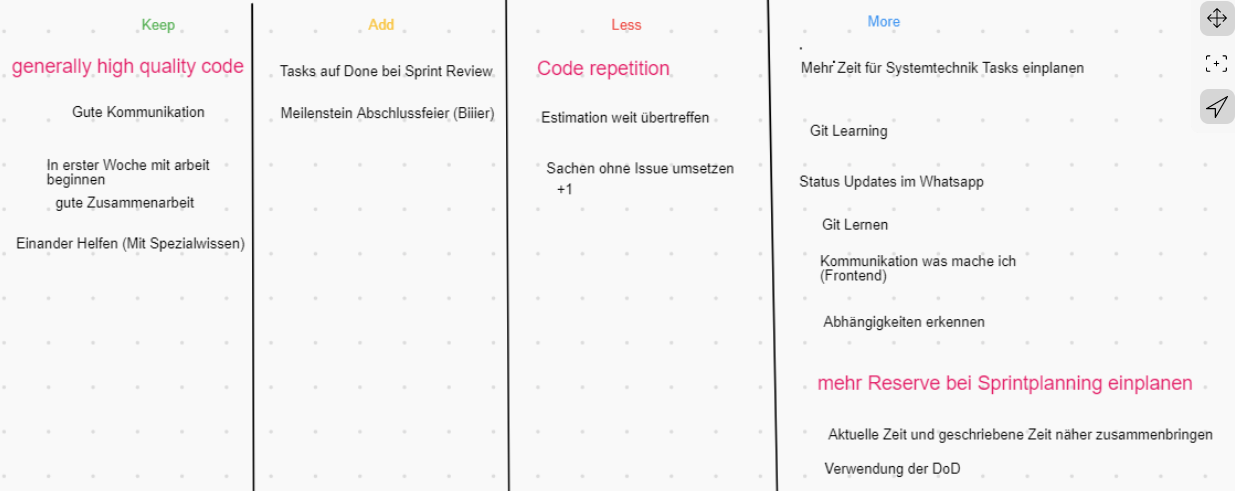 Keep
generally high quality code
Gute Kommunikation
In erster Woche mit arbeit
beginnen
gute Zusammenarbeit
Einander Helfen (Mit Spezialwissen)
Add
Tasks auf Done bei Sprint Review
Meilenstein Abschlussfeier (Biiier)
Less
Code repetition
Estimation weit übertreffen
Sachen ohne Issue umsetzen
+1
More
Mehr Zeit für Systemtechnik Tasks einplanen
Git Learning
Status Updates im Whatsapp
Git Lernen
Kommunikation was mache ich
(Frontend)
Abhängigkeiten erkennen
mehr Reserve bei Sprintplanning einplanen
Aktuelle Zeit und geschriebene Zeit näher zusammenbringen
Verwendung der DoD